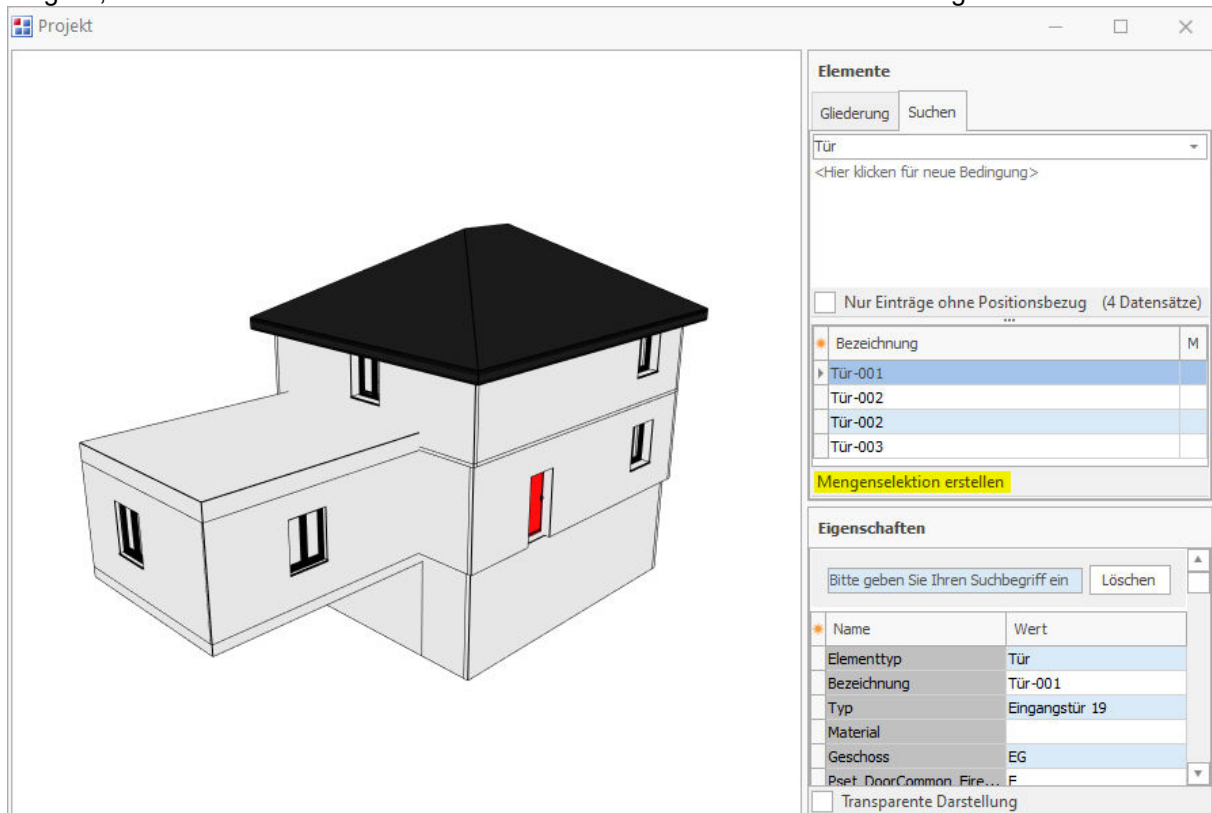 Projekt
Elemente
Gliederung Suchen
Tür
<Hier klicken für neue Bedingung>
Nur Einträge ohne Positionsbezug (4 Datensätze)
Bezeichnung M
Tür-001
Tür-002
Tür-002
Tür-003
Mengenselektion erstellen
Eigenschaften
Bitte geben Sie Ihren Suchbegriff ein Löschen
Name Wert
Elementtyp Tür
Bezeichnung Tür-001
Typ Eingangstür 19
Material
Geschoss EG
Pset_DoorCommon_Fire...
Transparente Darstellung